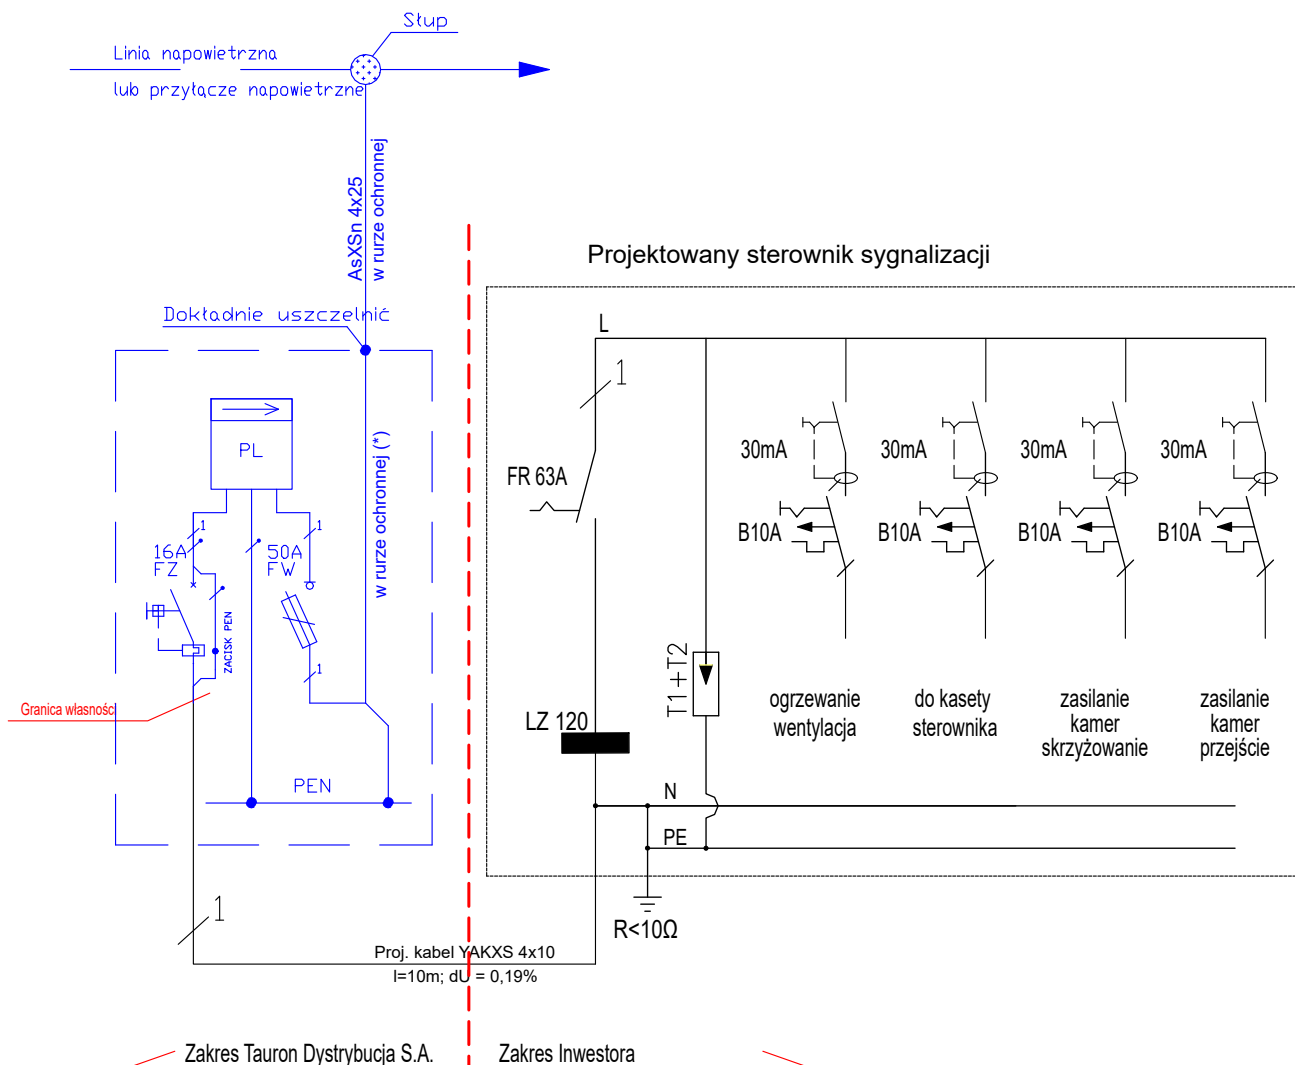 Słup
Linia napowietrzna
lub przyłącze napowietrzne
AsXSn 4x25
w rurze ochronnej
Projektowany sterownik sygnalizacji
Dokładnie uszczelnić
L
1
PL
w rurze ochronnej (*)
FR 63A
30mA
30mA
30mA
30mA
B10A
B10A
B10A
B10A
1
1
16A
FZ
50A
FW
ZACISK PEN
1
T1+T2
Granica własności
LZ 120
ogrzewanie
wentylacja
do kasety
sterownika
zasilanie
kamer
skrzyżowanie
zasilanie
kamer
przejście
PEN
N
PE
1
R<10Ω
Proj. kabel YAKXS 4x10
l=10m; dU = 0,19%
Zakres Tauron Dystrybucja S.A.
Zakres Inwestora